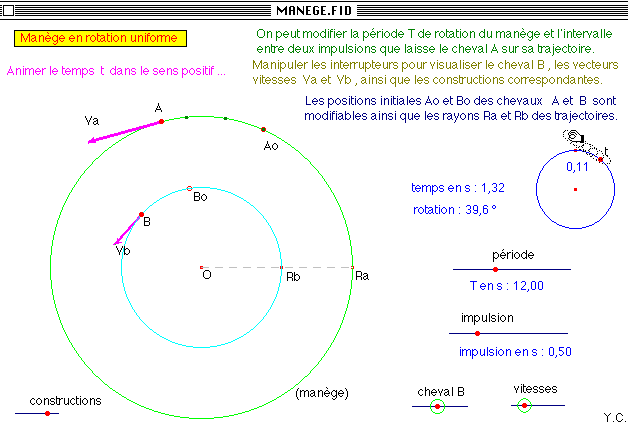 MANEGE.FID
Manège en rotation uniforme
On peut modifier la période T de rotation du manège et l'intervalle
entre deux impulsions que laisse le cheval A sur sa trajectoire.
Animer le temps t dans le sens positif ...
Manipuler les interrupteurs pour visualiser le cheval B , les vecteurs
vitesses Va et Vb , ainsi que les constructions correspondantes.
Les positions initiales Ao et Bo des chevaux A et B sont
modifiables ainsi que les rayons Ra et Rb des trajectoires.
A
Va
Ao
t
0,11
Bo
B
Vb
temps en s : 1,32
rotation : 39,6 °
O
Rb
Ra
période
T en s : 12,00
impulsion
impulsion en s : 0,50
(manège)
constructions
cheval B
vitesses
Y.C.